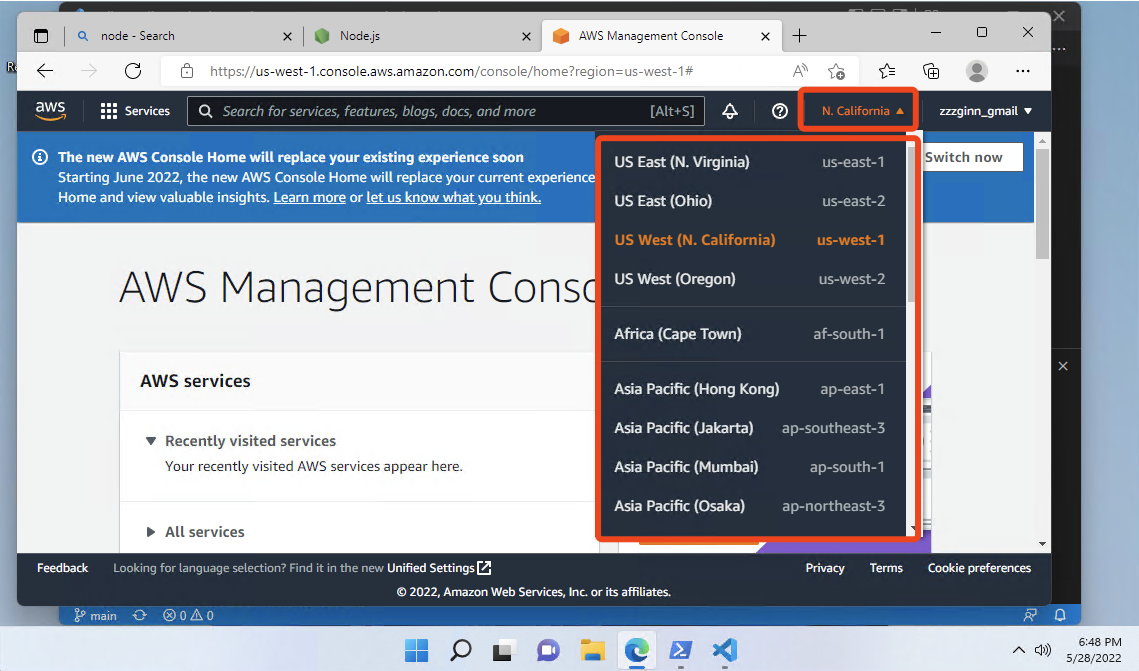 Re
node - Search
Node.js
AWS Management Console
https://us-west-1.console.aws.amazon.com/console/home?region=us-west-1#
aws
Services
Search for services, features, blogs, docs, and more
[Alt+S]
N. California
zzzginn_gmail
The new AWS Console Home will replace your existing experience soon
Starting June 2022, the new AWS Console Home will replace your current experience
Home and view valuable insights. Learn more or let us know what you think.
Switch now
US East (N. Virginia) us-east-1
US East (Ohio) us-east-2
US West (N. California) us-west-1
US West (Oregon) us-west-2
Africa (Cape Town) af-south-1
Asia Pacific (Hong Kong) ap-east-1
Asia Pacific (Jakarta) ap-southeast-3
Asia Pacific (Mumbai) ap-south-1
Asia Pacific (Osaka) ap-northeast-3
AWS Management Conso
AWS services
Recently visited services
Your recently visited AWS services appear here.
All services
Feedback
Looking for language selection? Find it in the new Unified Settings
Privacy
Terms
Cookie preferences
© 2022, Amazon Web Services, Inc. or its affiliates.
main
0
0
6:48 PM
5/28/2022